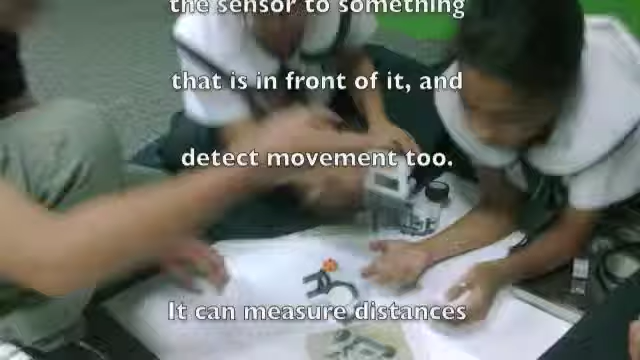 the sensor to something
that is in front of it, and
detect movement too.
It can measure distances